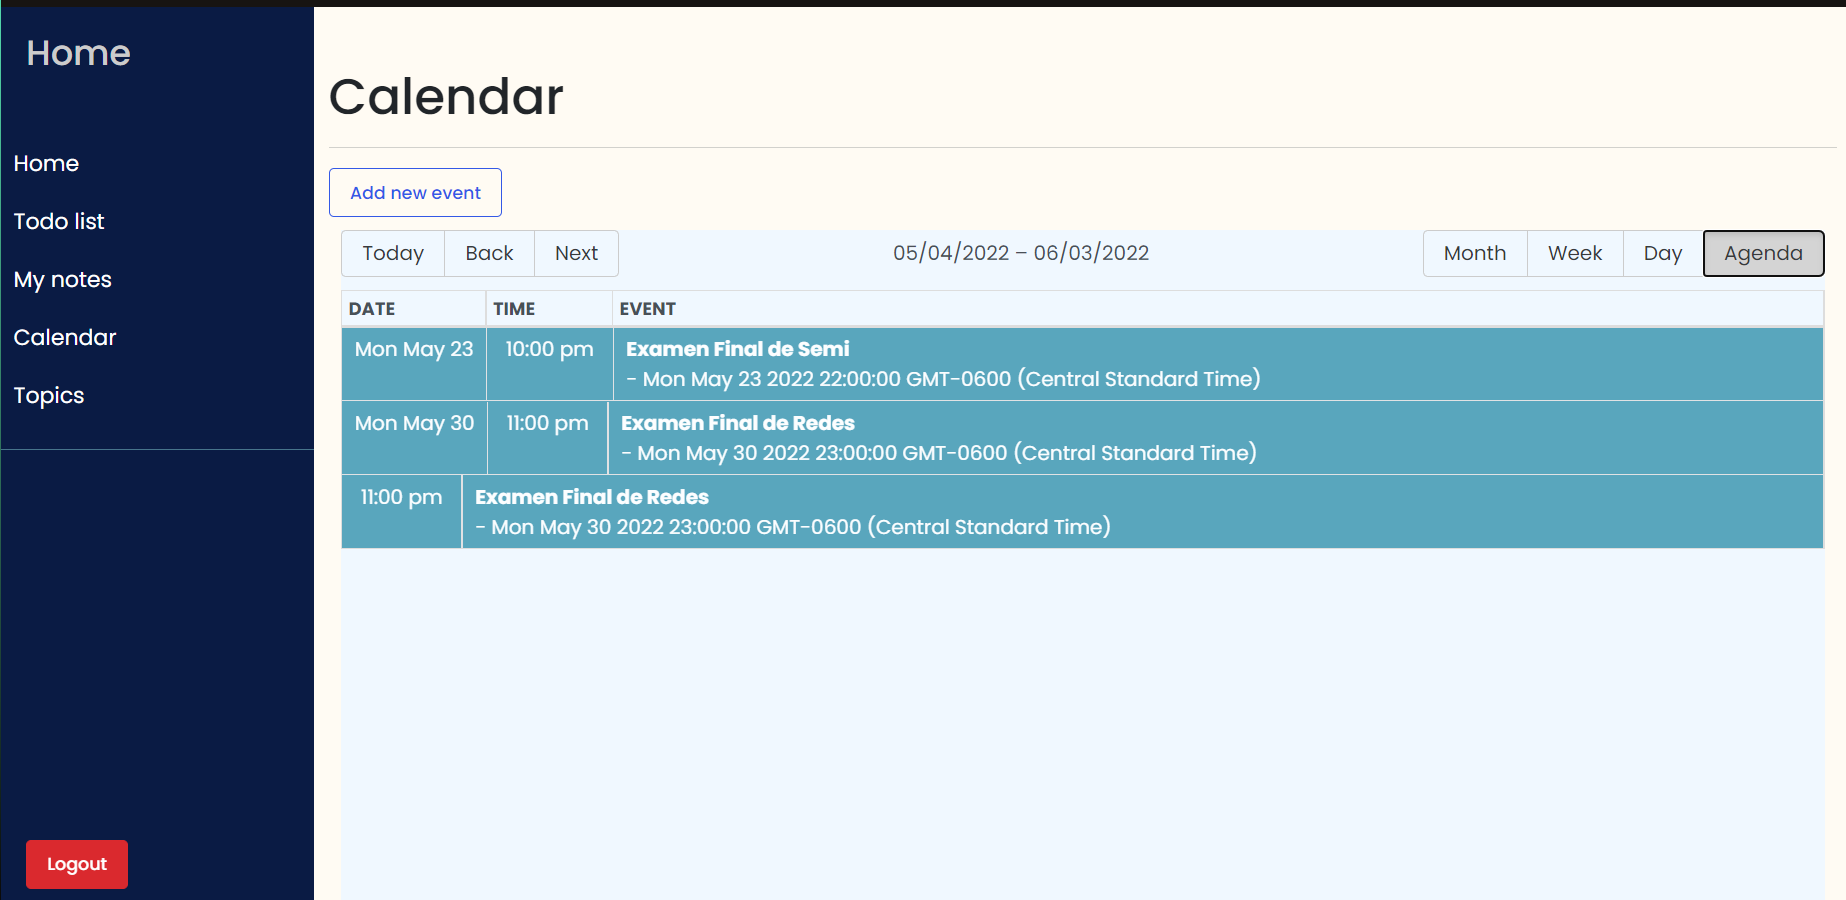 Home
Home
Todo list
My notes
Calendar
Topics
Logout
Calendar
Add new event
Today Back Next 05/04/2022 – 06/03/2022 Month Week Day Agenda
DATE TIME EVENT
Mon May 23 10:00 pm Examen Final de Semi
- Mon May 23 2022 22:00:00 GMT-0600 (Central Standard Time)
Mon May 30 11:00 pm Examen Final de Redes
- Mon May 30 2022 23:00:00 GMT-0600 (Central Standard Time)
11:00 pm Examen Final de Redes
- Mon May 30 2022 23:00:00 GMT-0600 (Central Standard Time)